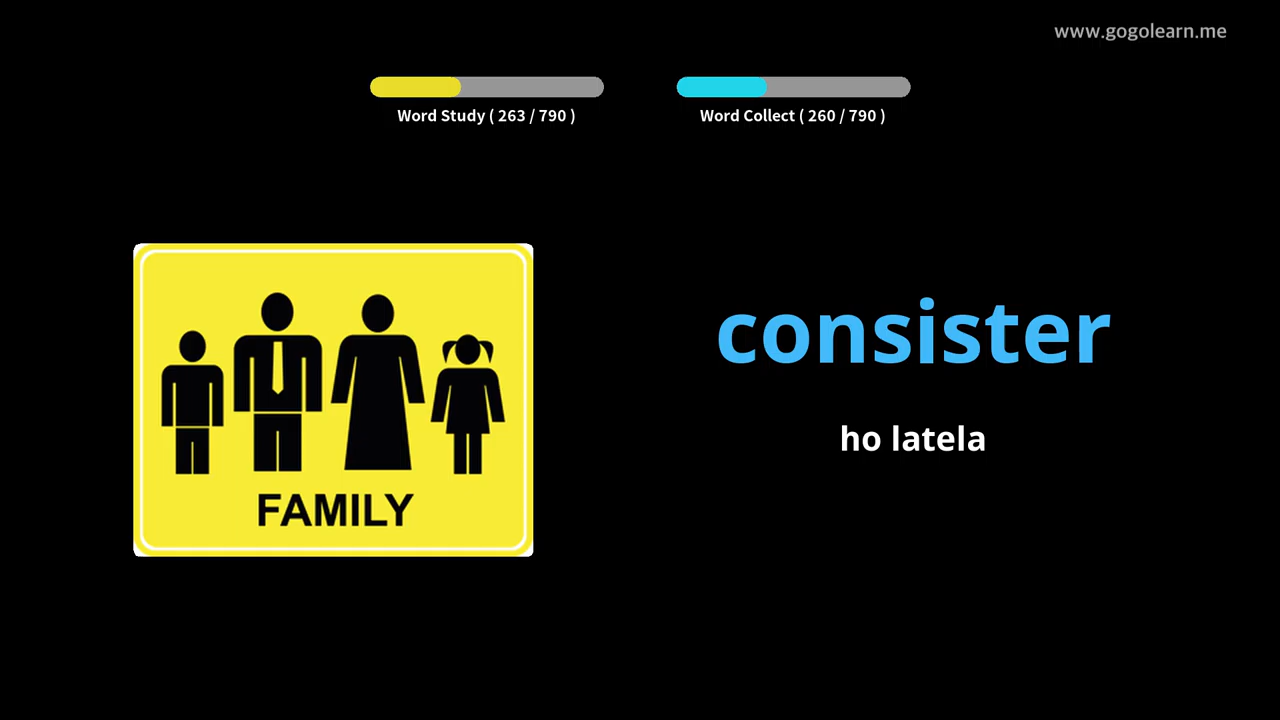 www.gogolearn.me
Word Study ( 263 / 790 )
Word Collect ( 260 / 790 )
consister
ho latela
FAMILY